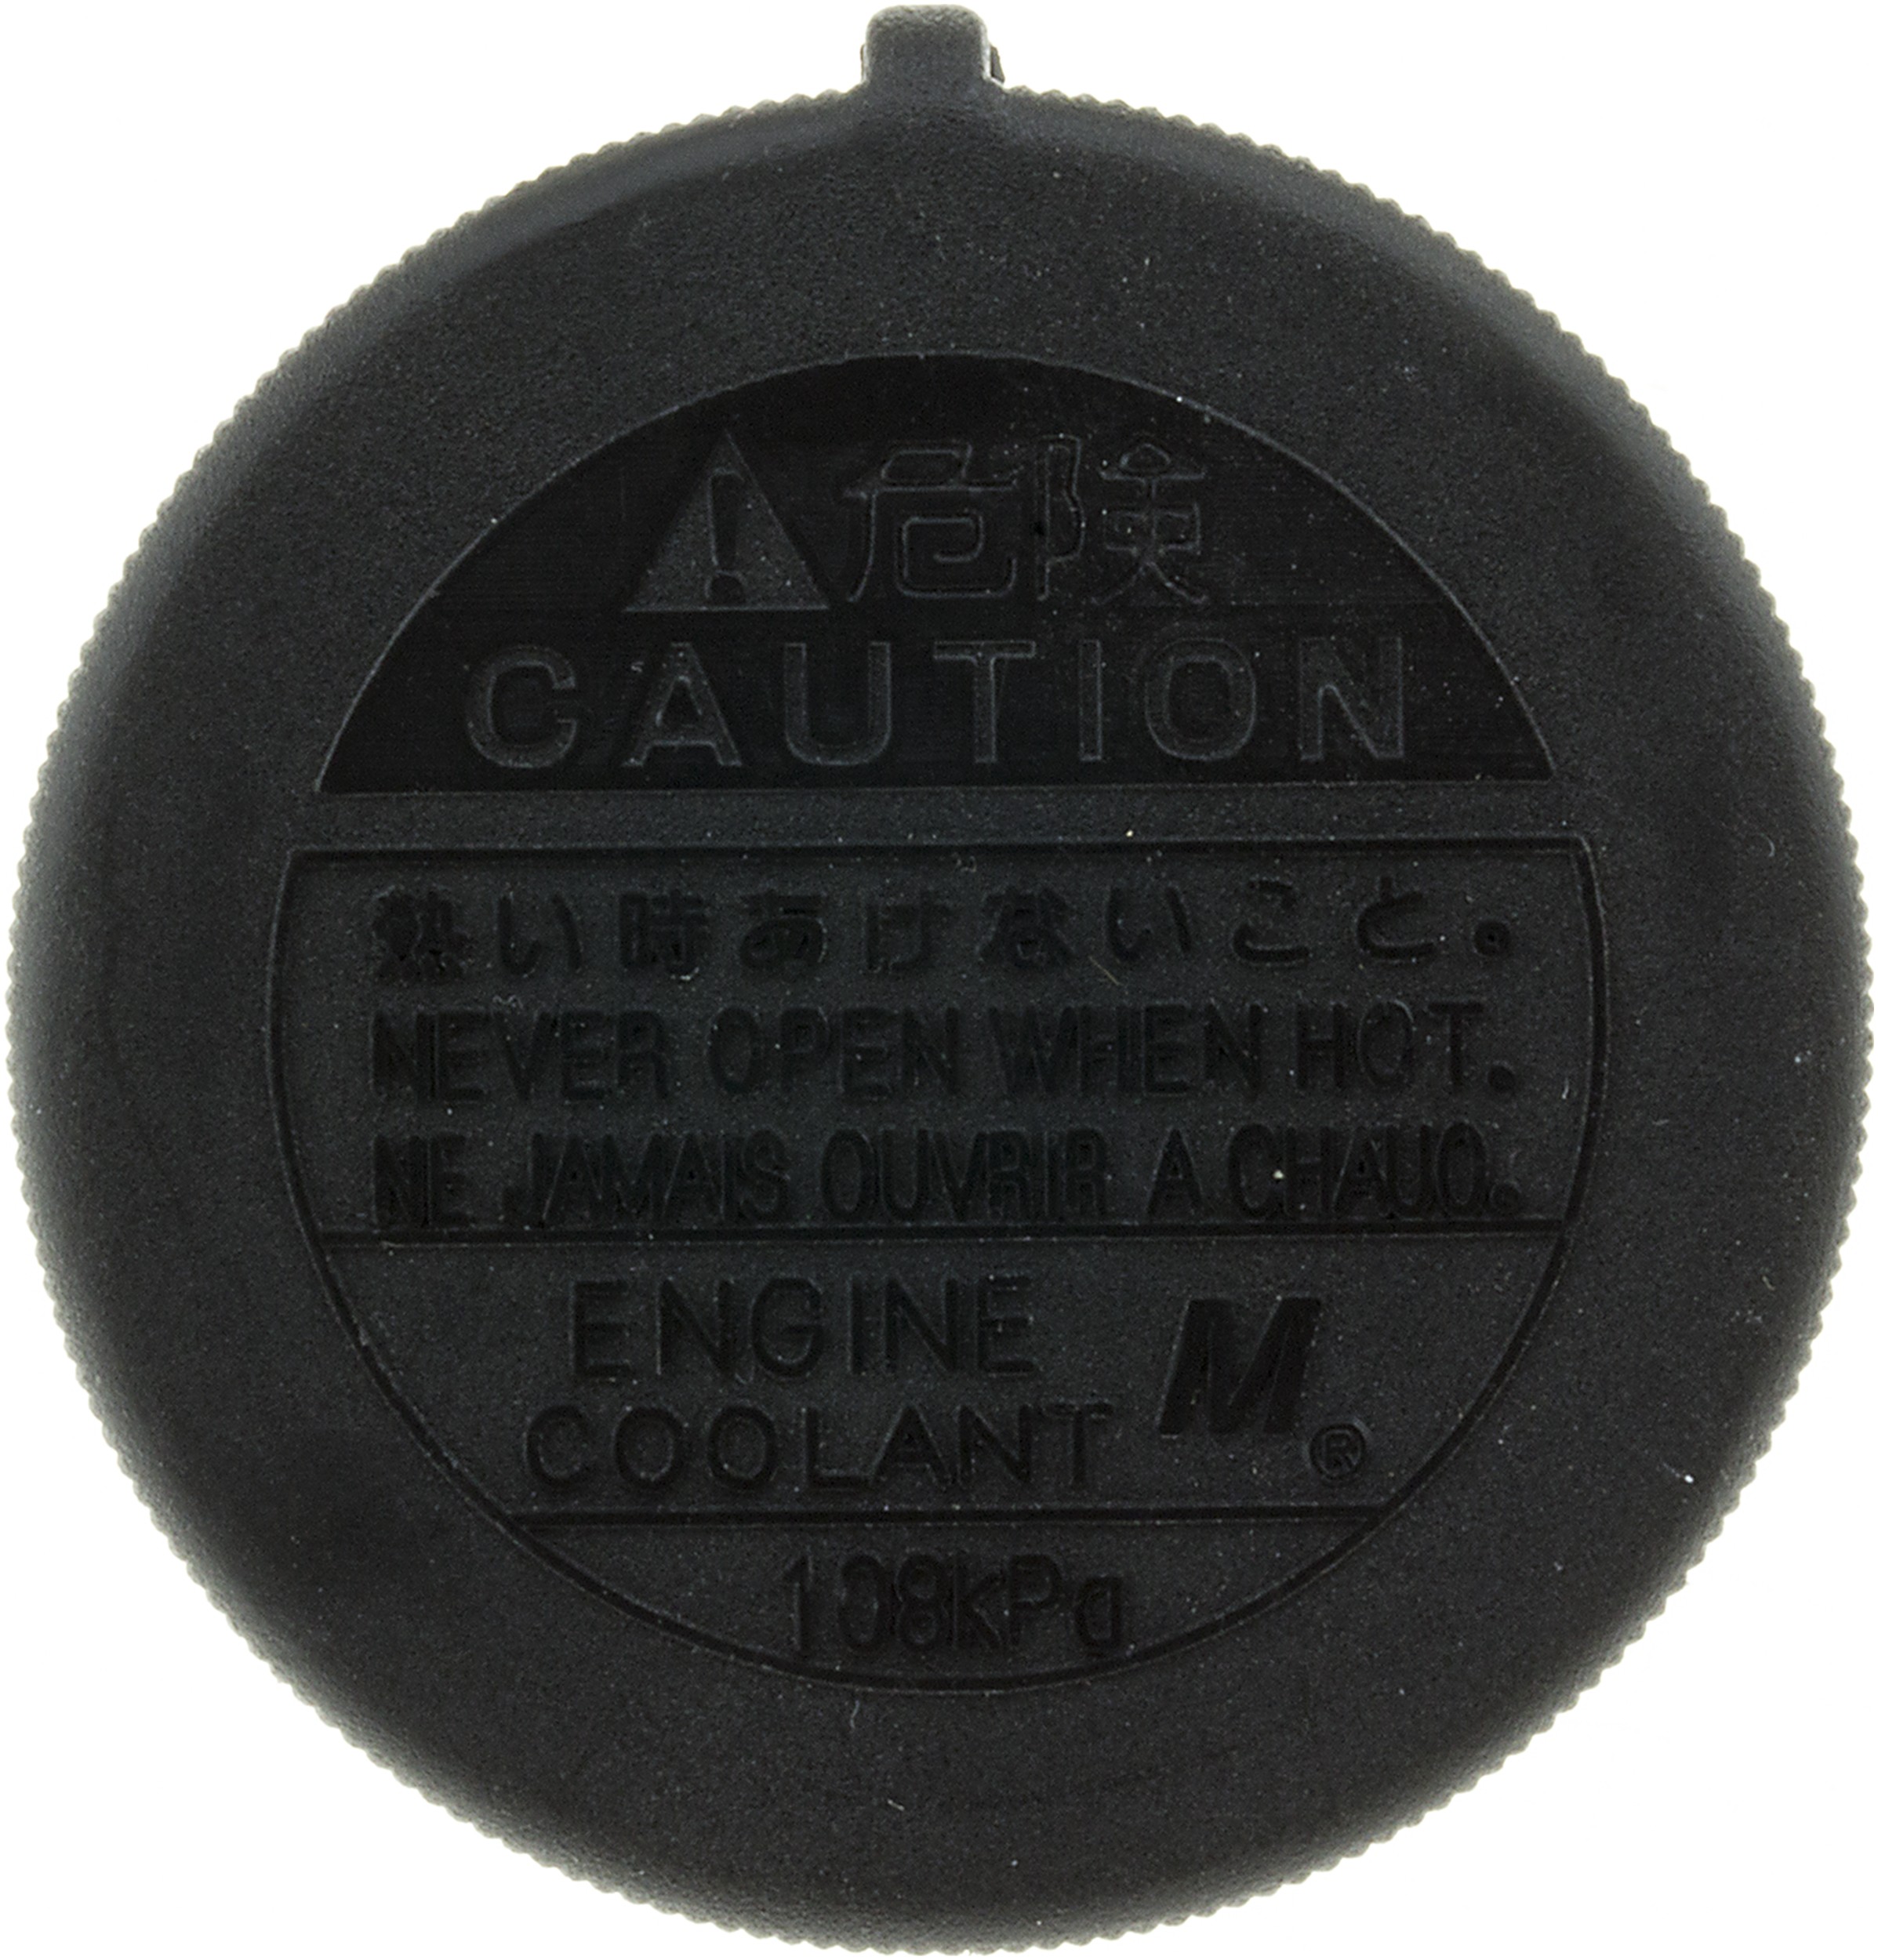 危険
CAUTION
熱い時あけないこと。
NEVER OPEN WHEN HOT.
NE JAMAIS OUVRIR A CHAUD.
ENGINE
COOLANT
M®
108kPa